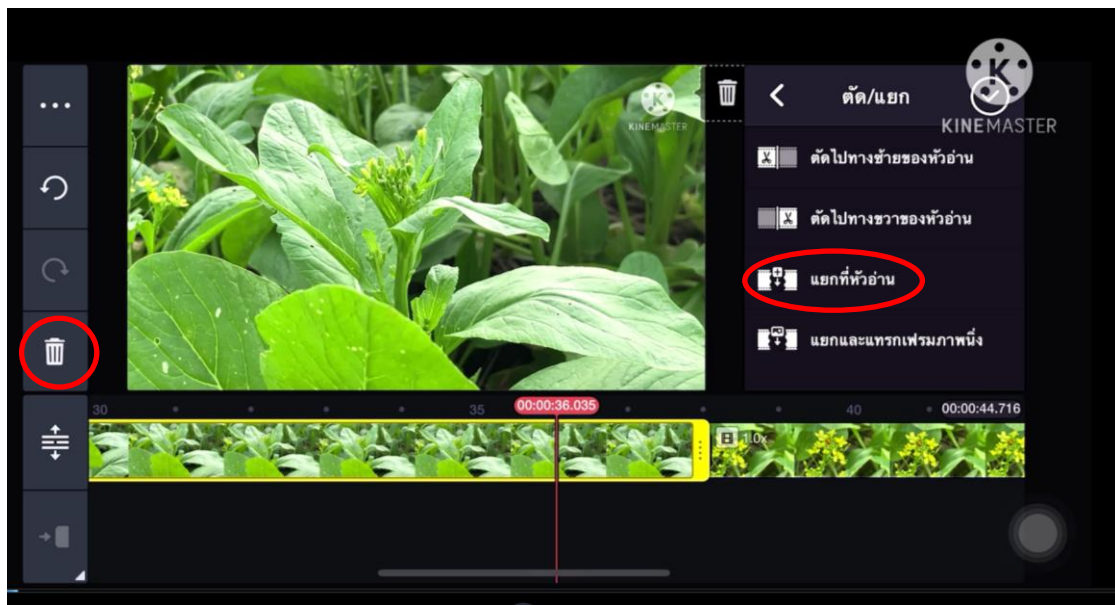 KINEMASTER
ตัด/แยก
KINEMASTER
ตัดไปทางซ้ายของหัวอ่าน
ตัดไปทางขวาของหัวอ่าน
แยกที่หัวอ่าน
แยกและแทรกเฟรมภาพนิ่ง
30 35 00:00:36.035 40 00:00:44.716
1.0x